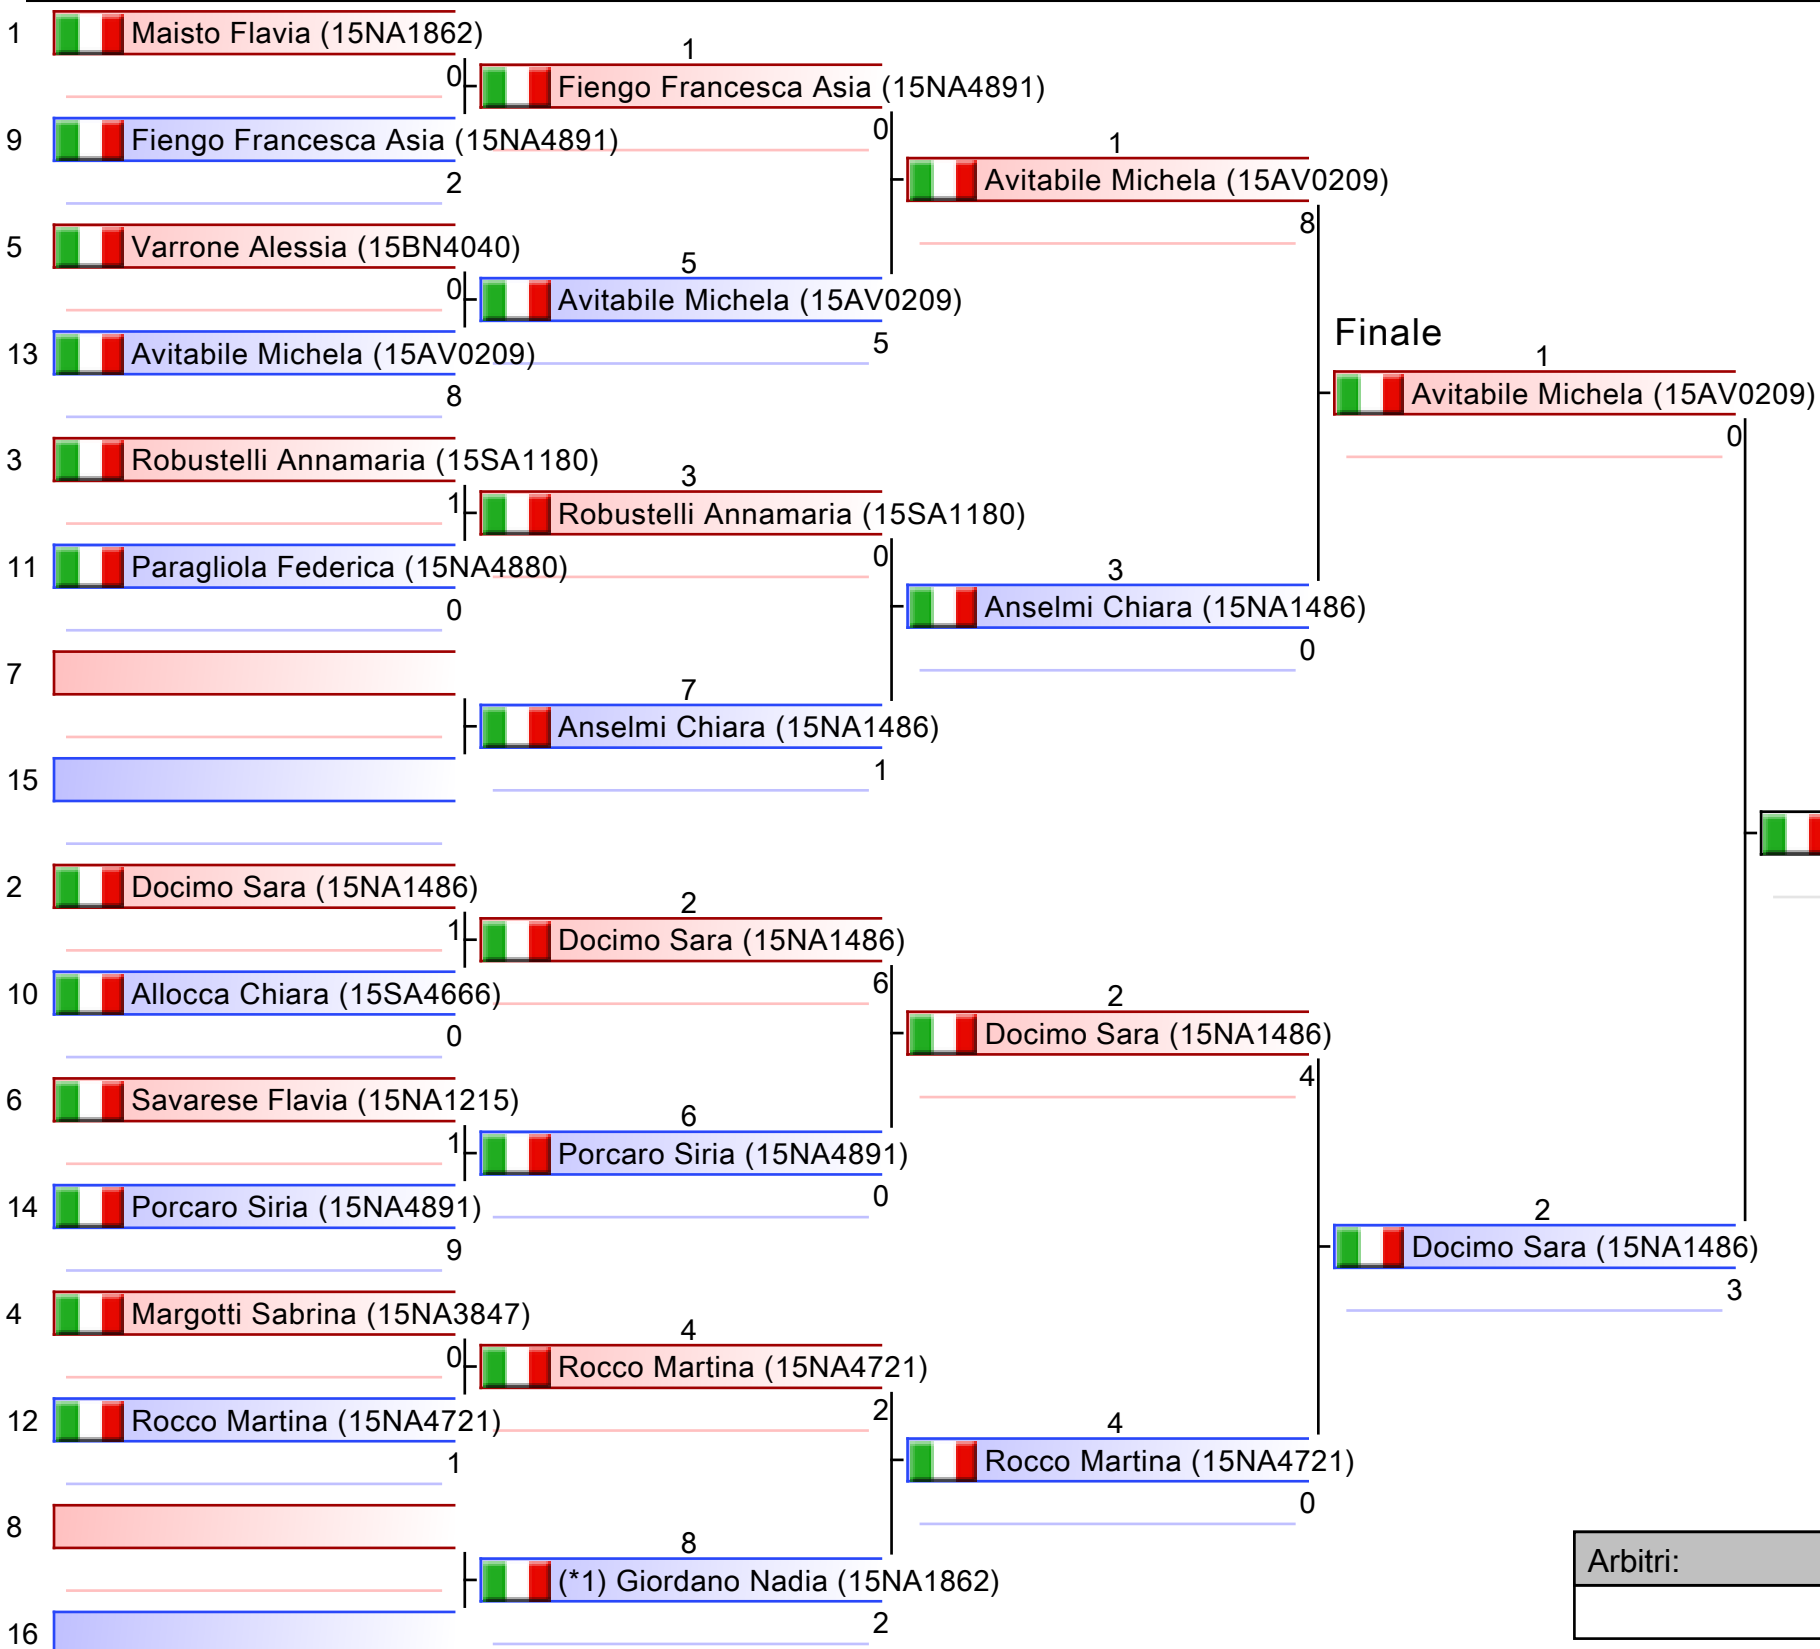 1 Maisto Flavia (15NA1862)
0
9 Fiengo Francesca Asia (15NA4891)
2
5 Varrone Alessia (15BN4040)
0
13 Avitabile Michela (15AV0209)
8
3 Robustelli Annamaria (15SA1180)
1
11 Paragliola Federica (15NA4880)
0
7
15
2 Docimo Sara (15NA1486)
1
10 Allocca Chiara (15SA4666)
0
6 Savarese Flavia (15NA1215)
1
14 Porcaro Siria (15NA4891)
9
4 Margotti Sabrina (15NA3847)
0
12 Rocco Martina (15NA4721)
1
8
16
1
Fiengo Francesca Asia (15NA4891)
0
5
Avitabile Michela (15AV0209)
5
3
Robustelli Annamaria (15SA1180)
0
7
Anselmi Chiara (15NA1486)
1
2
Docimo Sara (15NA1486)
6
6
Porcaro Siria (15NA4891)
0
4
Rocco Martina (15NA4721)
2
8
(*1) Giordano Nadia (15NA1862)
2
1
Avitabile Michela (15AV0209)
8
3
Anselmi Chiara (15NA1486)
0
2
Docimo Sara (15NA1486)
4
4
Rocco Martina (15NA4721)
0
Finale
1
Avitabile Michela (15AV0209)
0
2
Docimo Sara (15NA1486)
3
Arbitri: